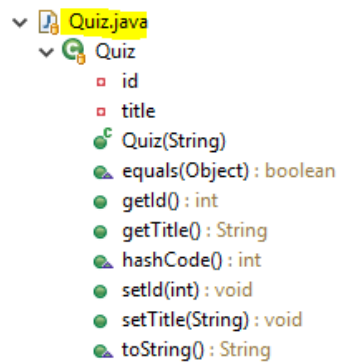 Quiz.java
Quiz
id
title
Quiz(String)
equals(Object) : boolean
getId() : int
getTitle() : String
hashCode() : int
setId(int) : void
setTitle(String) : void
toString() : String